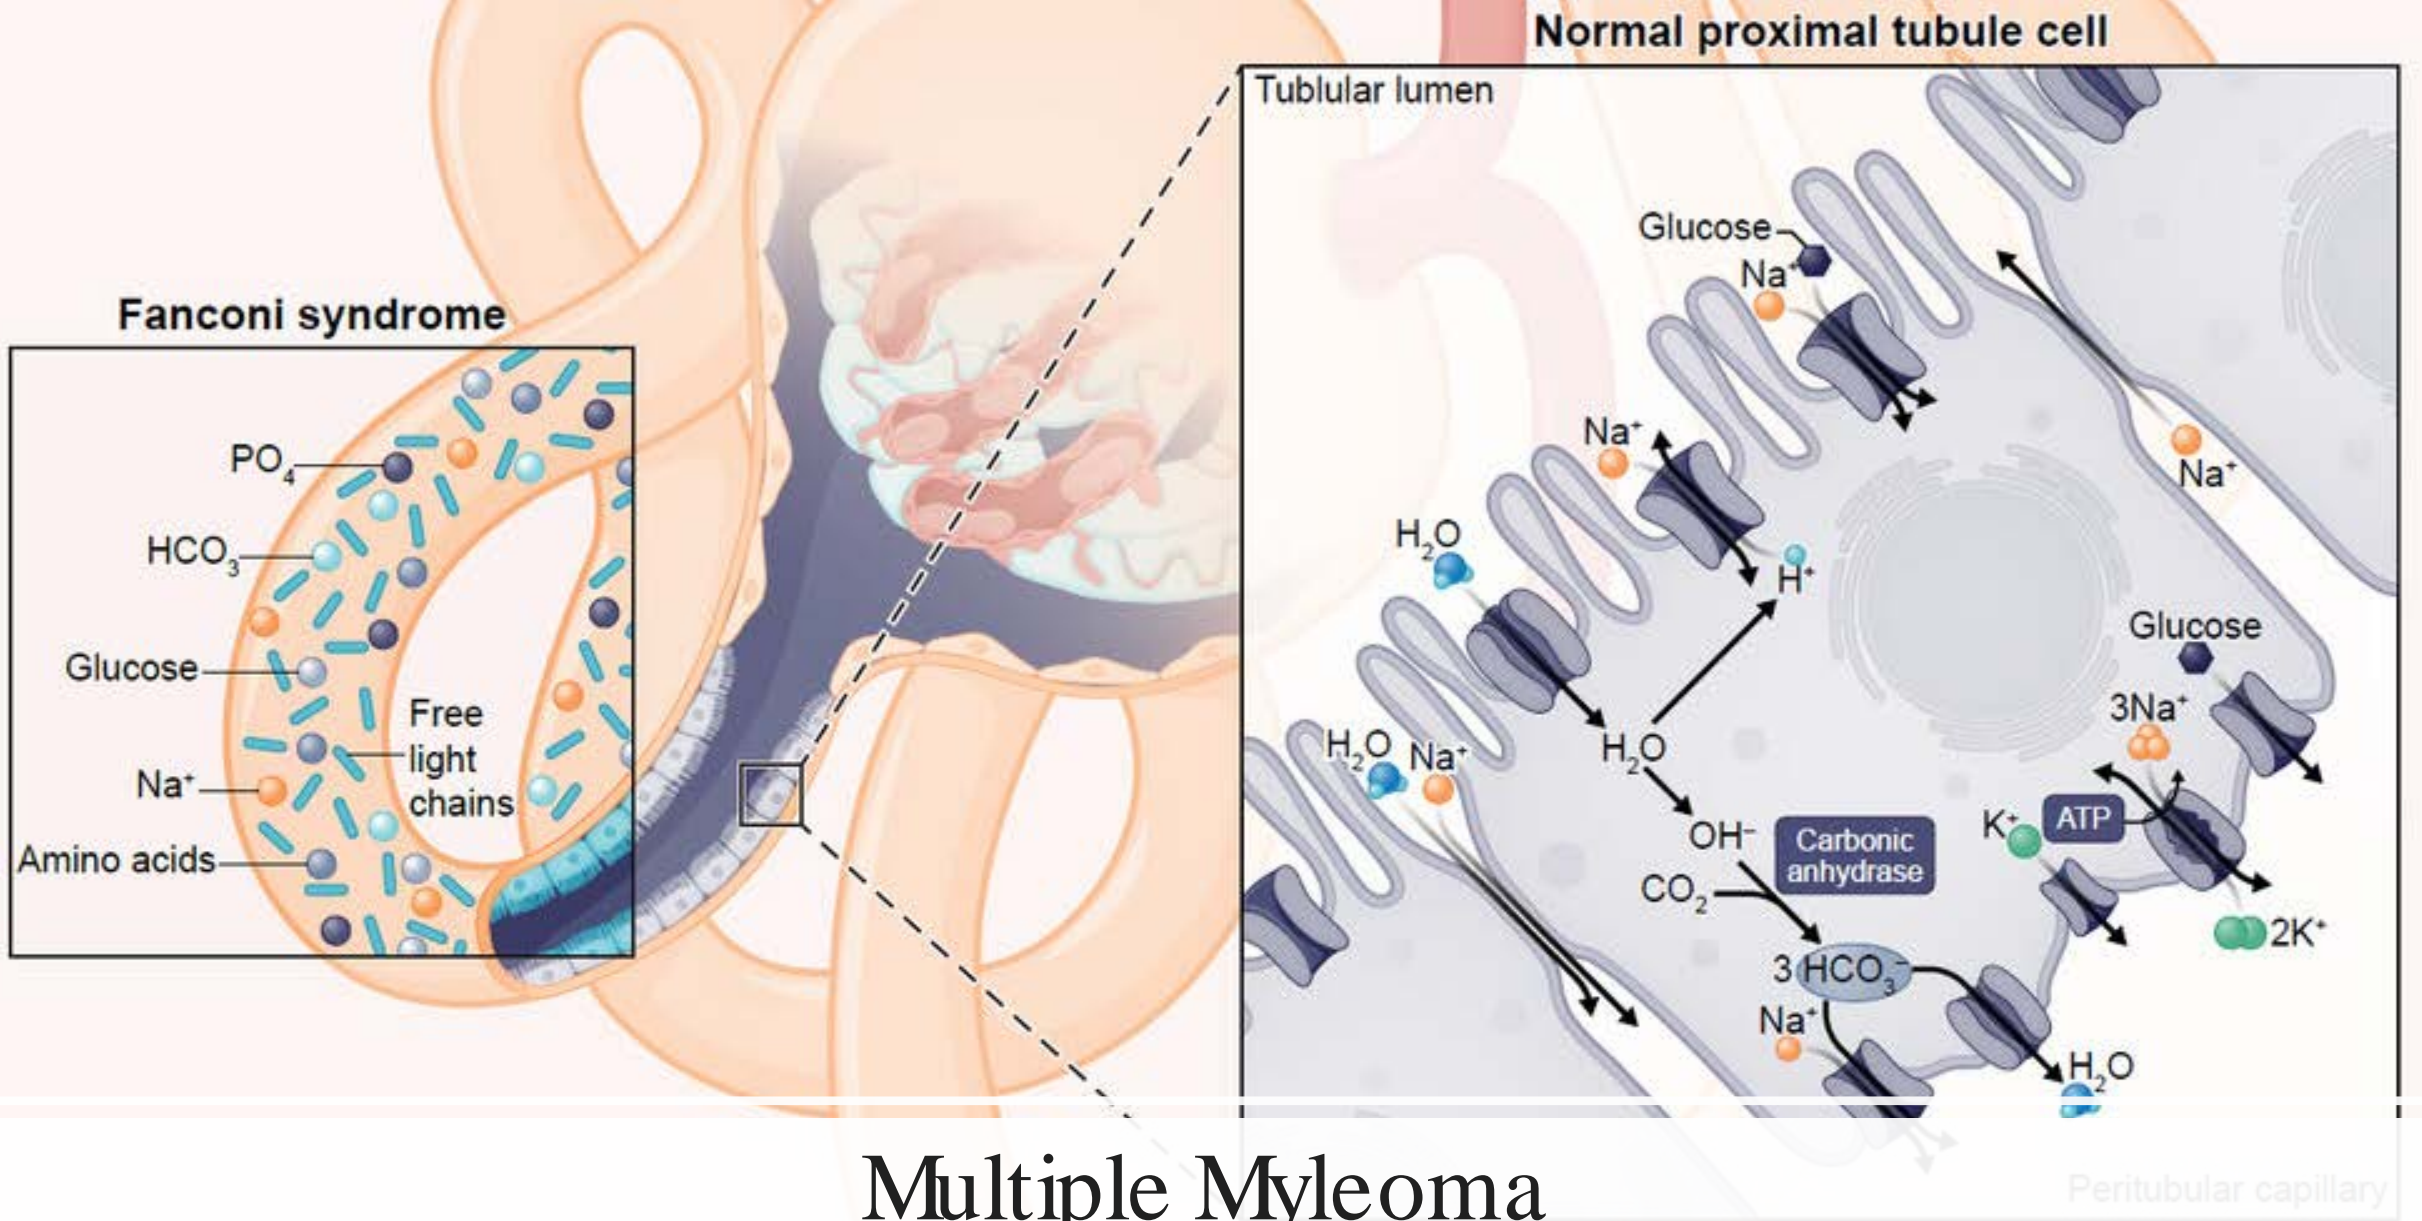 Normal proximal tubule cell
Tublular lumen
Glucose
Na⁺
Na⁺
H⁺
Na⁺
H₂O
H₂O
H₂O Na⁺
OH⁻
Carbonic
anhydrase
CO₂
3 HCO₃⁻
Na⁺
H₂O
Glucose
3Na⁺
ATP
K⁺
2K⁺
Peritubular capillary
Fanconi syndrome
PO₄
HCO₃
Glucose
Na⁺
Amino acids
Free
light
chains
Multiple Myleoma